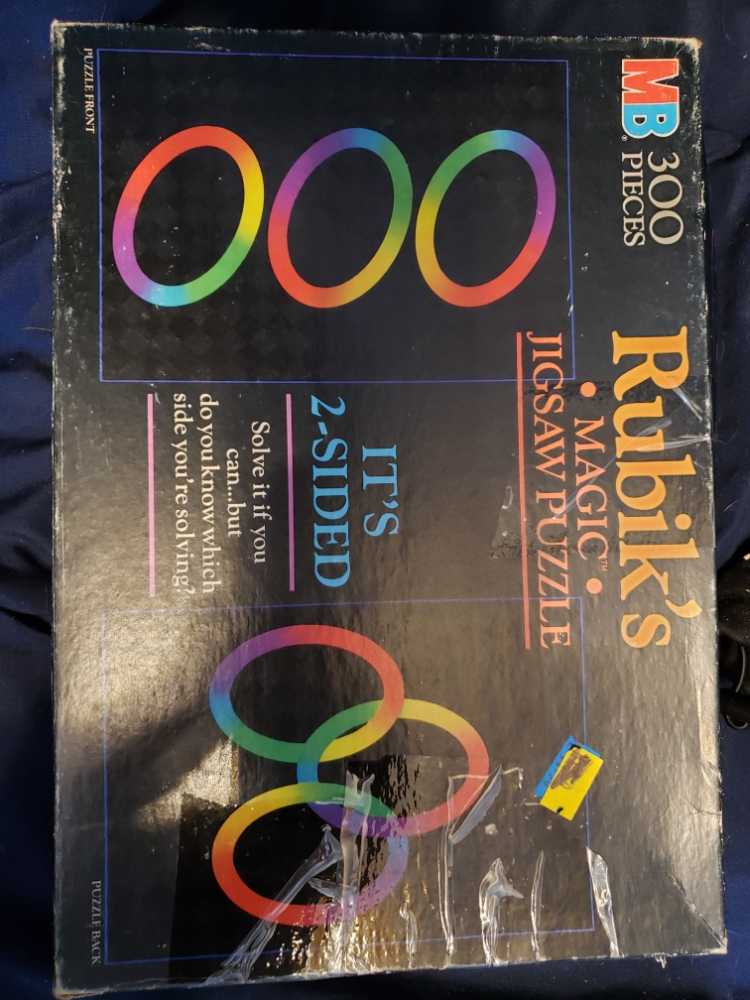 MB®
300
PIECES
Rubik's
• MAGIC™ •
JIGSAW PUZZLE
IT'S
2-SIDED
Solve it if you
can...but
do you know which
side you're solving?
PUZZLE FRONT
PUZZLE BACK